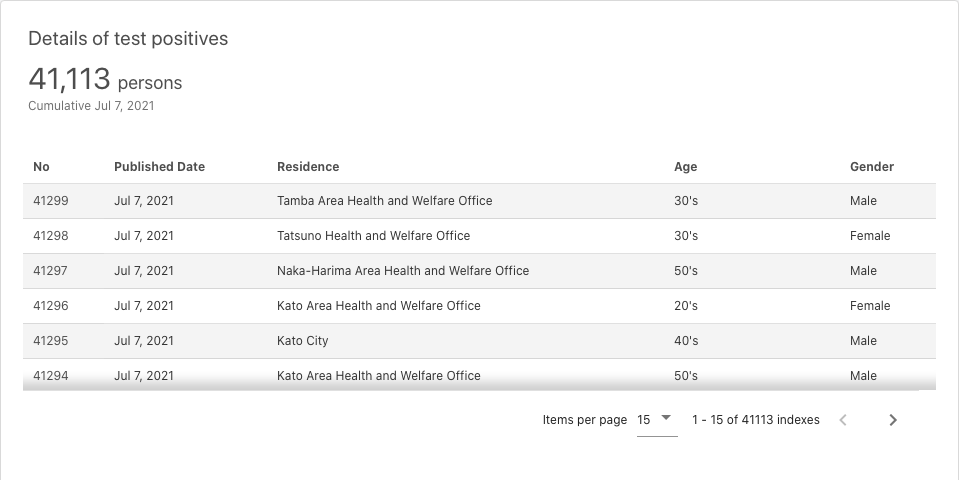 Details of test positives
41,113 persons
Cumulative Jul 7, 2021
No Published Date Residence Age Gender
41299 Jul 7, 2021 Tamba Area Health and Welfare Office 30's Male
41298 Jul 7, 2021 Tatsuno Health and Welfare Office 30's Female
41297 Jul 7, 2021 Naka-Harima Area Health and Welfare Office 50's Male
41296 Jul 7, 2021 Kato Area Health and Welfare Office 20's Female
41295 Jul 7, 2021 Kato City 40's Male
41294 Jul 7, 2021 Kato Area Health and Welfare Office 50's Male
Items per page 15 1 - 15 of 41113 indexes